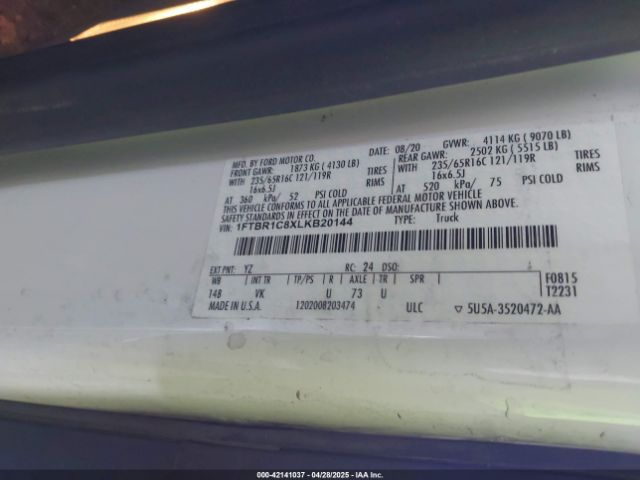 MFD. BY FORD MOTOR CO.
DATE: 08/20 GVWR: 4114 KG ( 9070 LB)
FRONT GAWR: 1873 KG ( 4130 LB) REAR GAWR: 2502 KG ( 5515 LB)
WITH 235/65R16C 121/119R TIRES WITH 235/65R16C 121/119R TIRES
16x6.5J RIMS 16x6.5J RIMS
AT 360 kPa/ 52 PSI COLD AT 520 kPa/ 75 PSI COLD
THIS VEHICLE CONFORMS TO ALL APPLICABLE FEDERAL MOTOR VEHICLE
SAFETY STANDARDS IN EFFECT ON THE DATE OF MANUFACTURE SHOWN ABOVE.
VIN: 1FTBR1C8XLKB20144 TYPE: Truck
EXT PNT: YZ RC: 24 DSO:
WB INT TR TP/PS R AXLE TR SPR F0815
14B VK U 73 U T2231
MADE IN U.S.A. 1202008203474 ULC ▽ 5U5A-3520472-AA
000-42141037 - 04/28/2025 - IAA Inc.